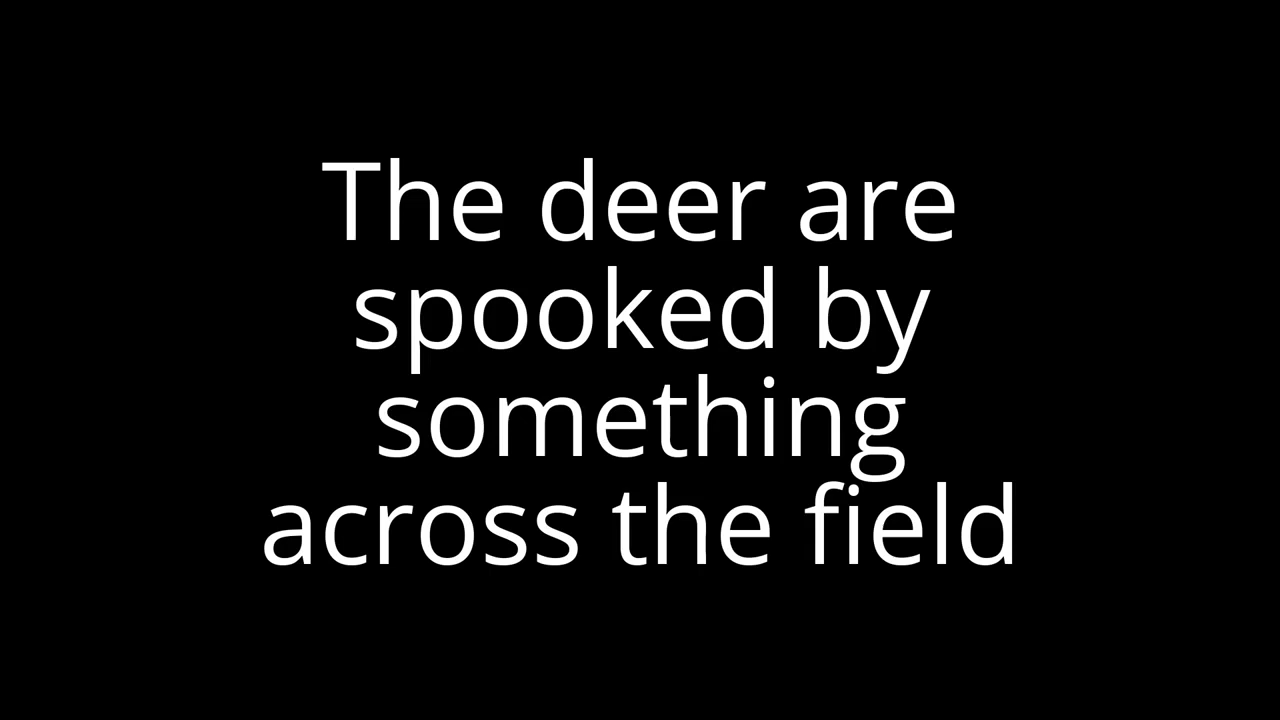 The deer are
spooked by
something
across the field